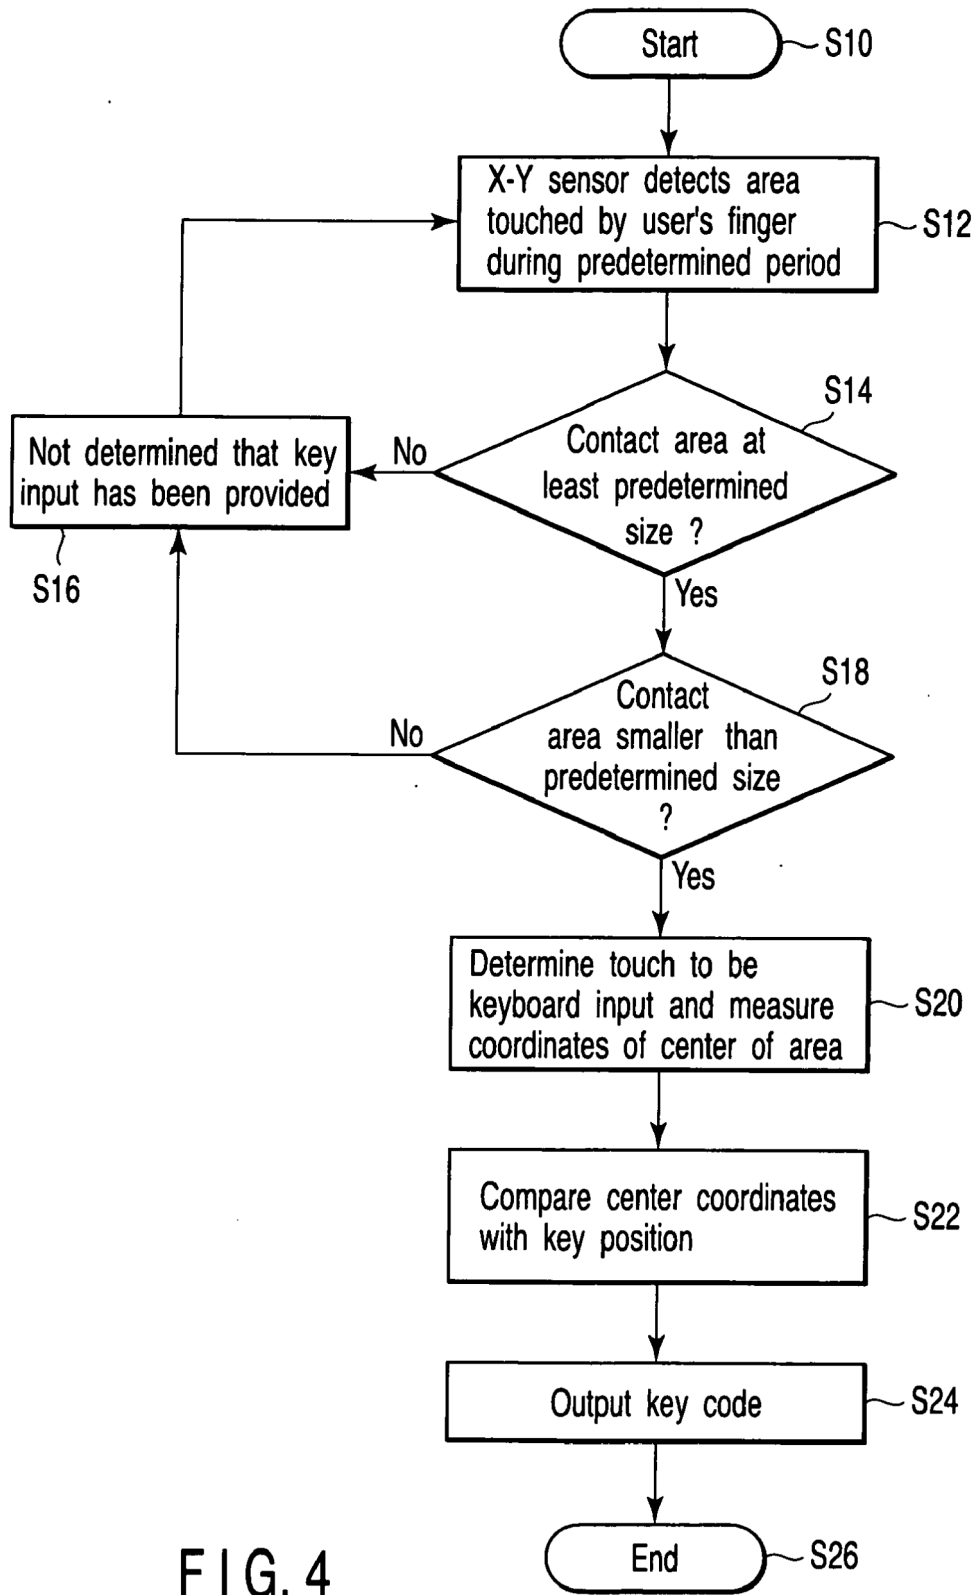 Start
S10
X-Y sensor detects area
touched by user's finger
during predetermined period
S12
S14
Contact area at
least predetermined
size ?
No
Not determined that key
input has been provided
S16
Yes
S18
Contact
area smaller than
predetermined size
?
No
Yes
Determine touch to be
keyboard input and measure
coordinates of center of area
S20
Compare center coordinates
with key position
S22
Output key code
S24
End
S26
FIG. 4